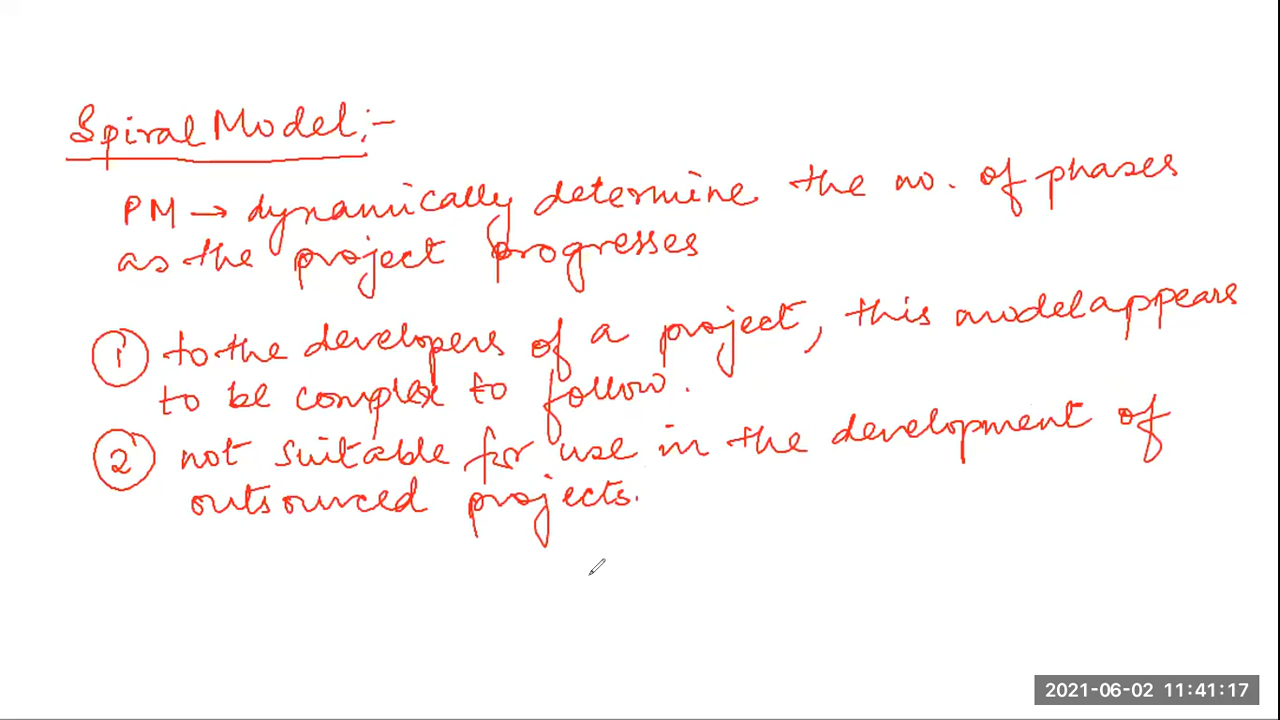 Spiral Model:-
PM → dynamically determine the no. of phases
as the project progresses
① to the developers of a project, this model appears
to be complex to follow.
② not suitable for use in the development of
outsourced projects.
2021-06-02 11:41:17